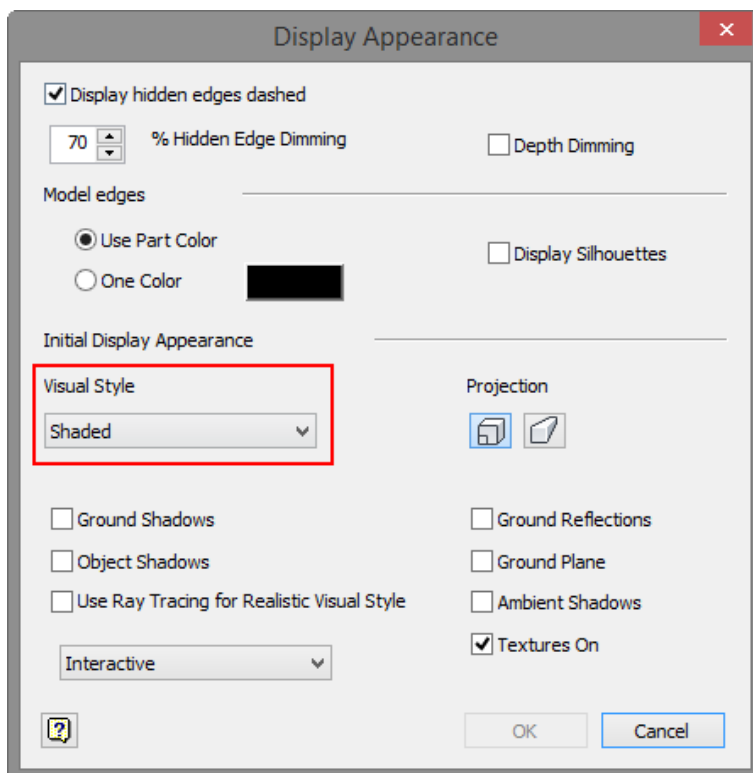 Display Appearance
Display hidden edges dashed
70 % Hidden Edge Dimming
Depth Dimming
Model edges
Use Part Color
Display Silhouettes
One Color
Initial Display Appearance
Visual Style
Projection
Shaded
Ground Shadows
Ground Reflections
Object Shadows
Ground Plane
Use Ray Tracing for Realistic Visual Style
Ambient Shadows
Textures On
Interactive
?
OK
Cancel